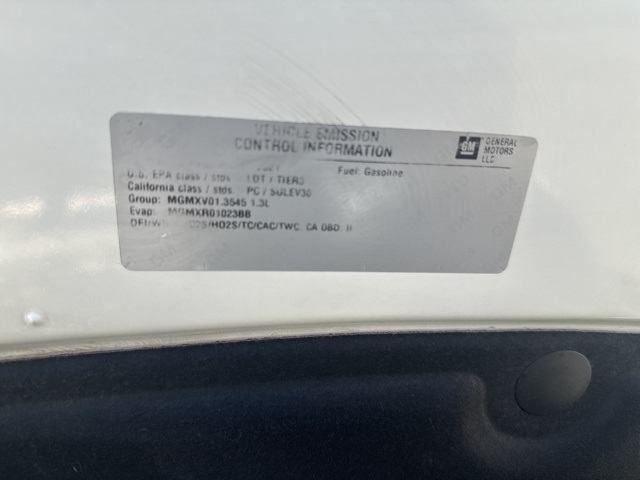 VEHICLE EMISSION
CONTROL INFORMATION
GM
GENERAL
MOTORS
LLC
Fuel: Gasoline
U.S. EPA class / stds. LDT / TIER3
California class / stds. PC / SULEV30
Group: MGMXV01.3545 1.3L
Evap: MGMXR01023BB
/HO2S/TC/CAC/TWC, CA OBD: II